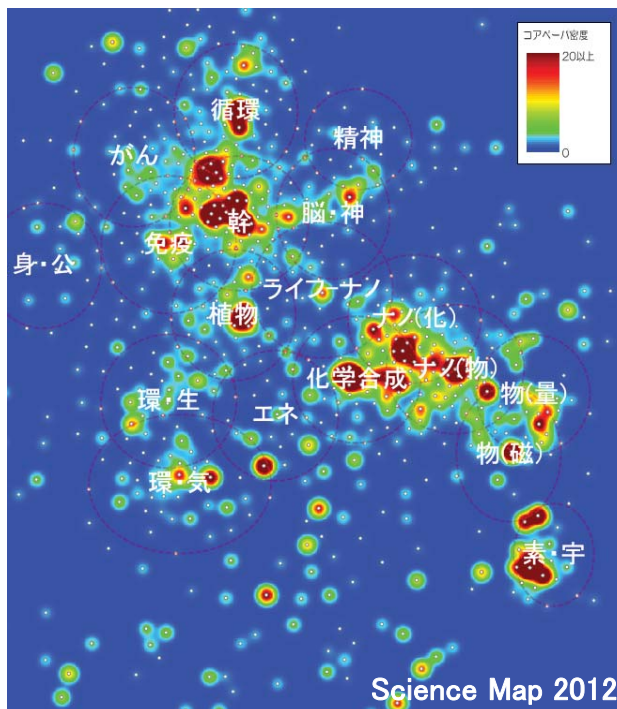 コアペーパ密度
20以上
0
循環
がん
精神
幹
脳・神
免疫
身・公
ライフーナノ
植物
ナノ(化)
化学合成
ナノ(物)
環・生
エネ
物(量)
物(磁)
環・気
素・宇
Science Map 2012